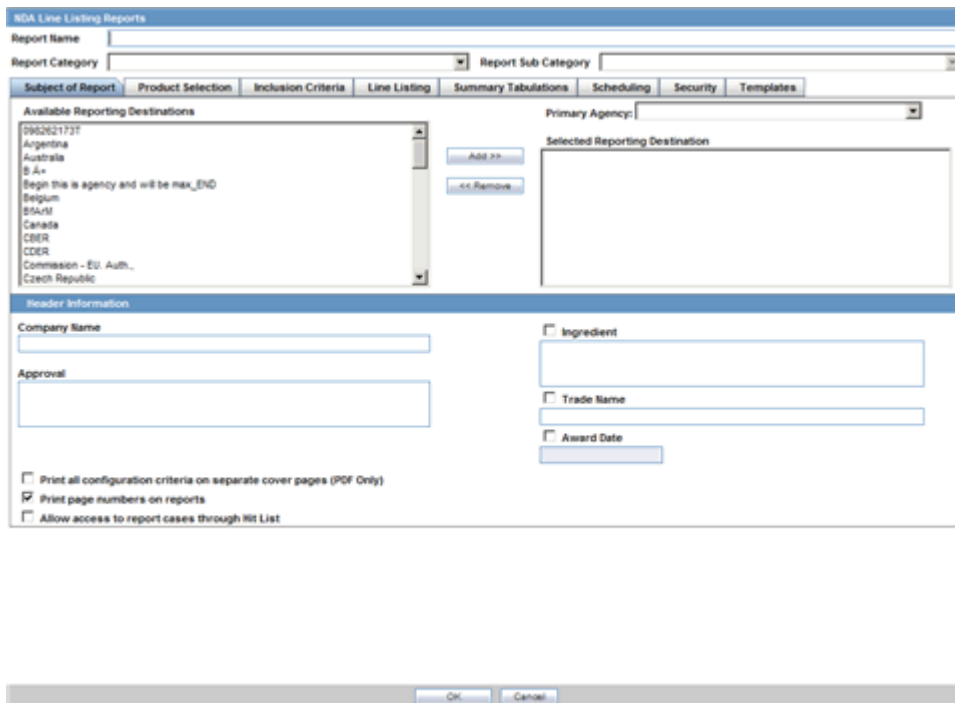 NDA Line Listing Reports
Report Name
Report Category Report Sub Category
Subject of Report Product Selection Inclusion Criteria Line Listing Summary Tabulations Scheduling Security Templates
Available Reporting Destinations
Primary Agency:
098262173T
Argentina
Australia
B A+
Begin this is agency and will be max_END
Belgium
BfArM
Canada
CBER
CDER
Commission - EU. Auth.,
Czech Republic
Add >>
<< Remove
Selected Reporting Destination
Header Information
Company Name
Approval
Ingredient
Trade Name
Award Date
Print all configuration criteria on separate cover pages (PDF Only)
Print page numbers on reports
Allow access to report cases through Hit List
OK Cancel